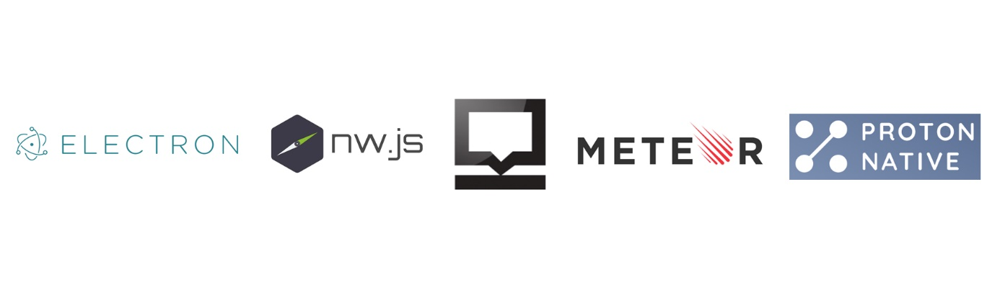 ELECTRON
nw.js
METEOR
PROTON
NATIVE